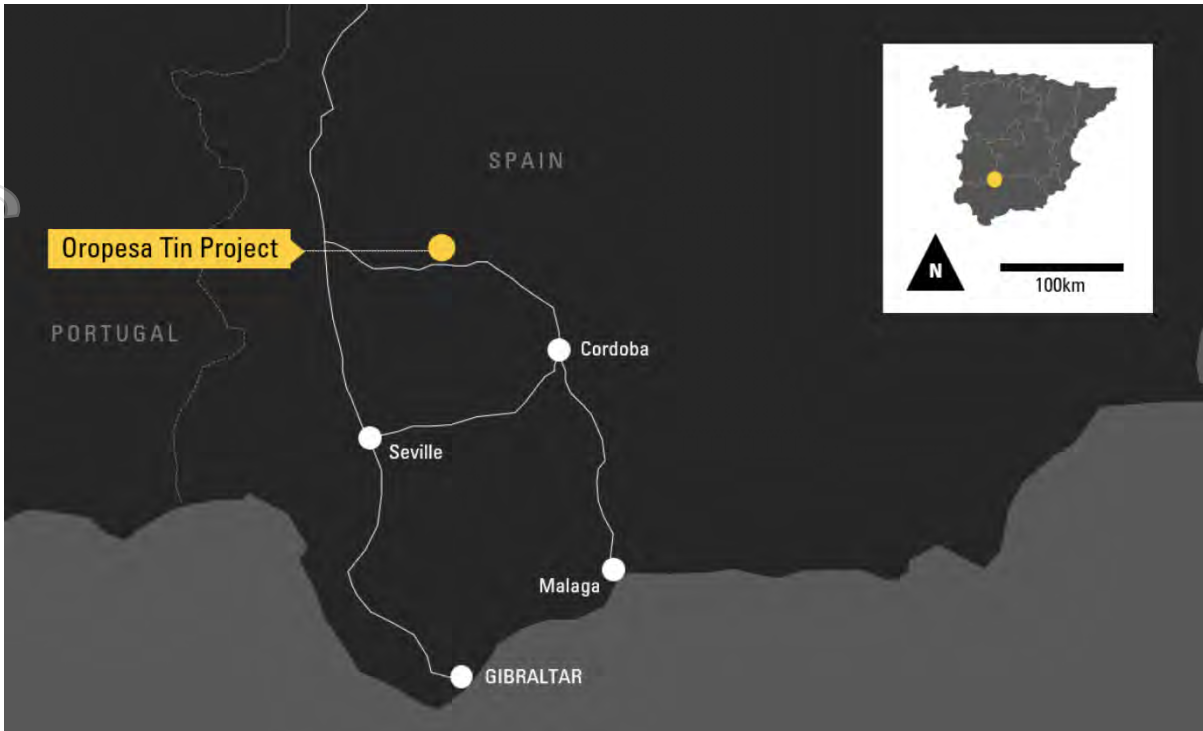 SPAIN
Oropesa Tin Project
PORTUGAL
Cordoba
Seville
Malaga
GIBRALTAR
N
100km